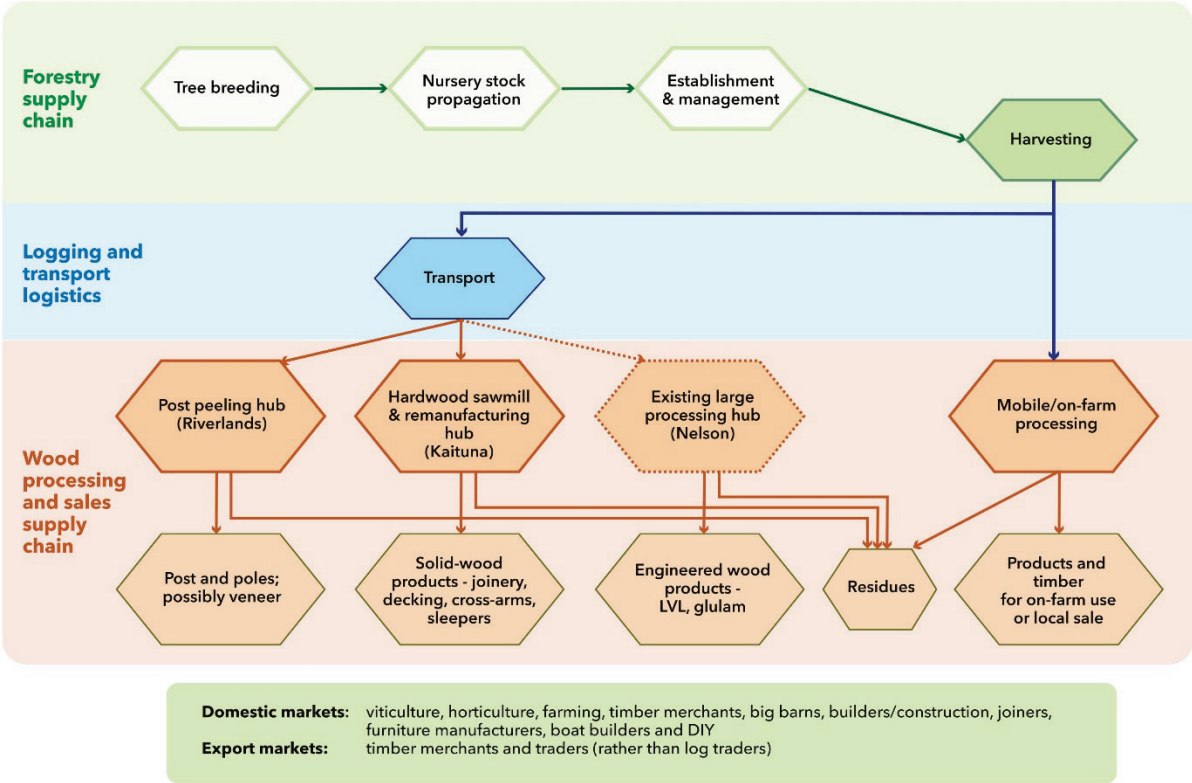 Forestry
supply
chain
Tree breeding
Nursery stock
propagation
Establishment
& management
Harvesting
Logging and
transport
logistics
Transport
Wood
processing
and sales
supply
chain
Post peeling hub
(Riverlands)
Hardwood sawmill
& remanufacturing
hub
(Kaituna)
Existing large
processing hub
(Nelson)
Mobile/on-farm
processing
Post and poles;
possibly veneer
Solid-wood
products - joinery,
decking, cross-arms,
sleepers
Engineered wood
products -
LVL, glulam
Residues
Products and
timber
for on-farm use
or local sale
Domestic markets: viticulture, horticulture, farming, timber merchants, big barns, builders/construction, joiners,
furniture manufacturers, boat builders and DIY
Export markets: timber merchants and traders (rather than log traders)